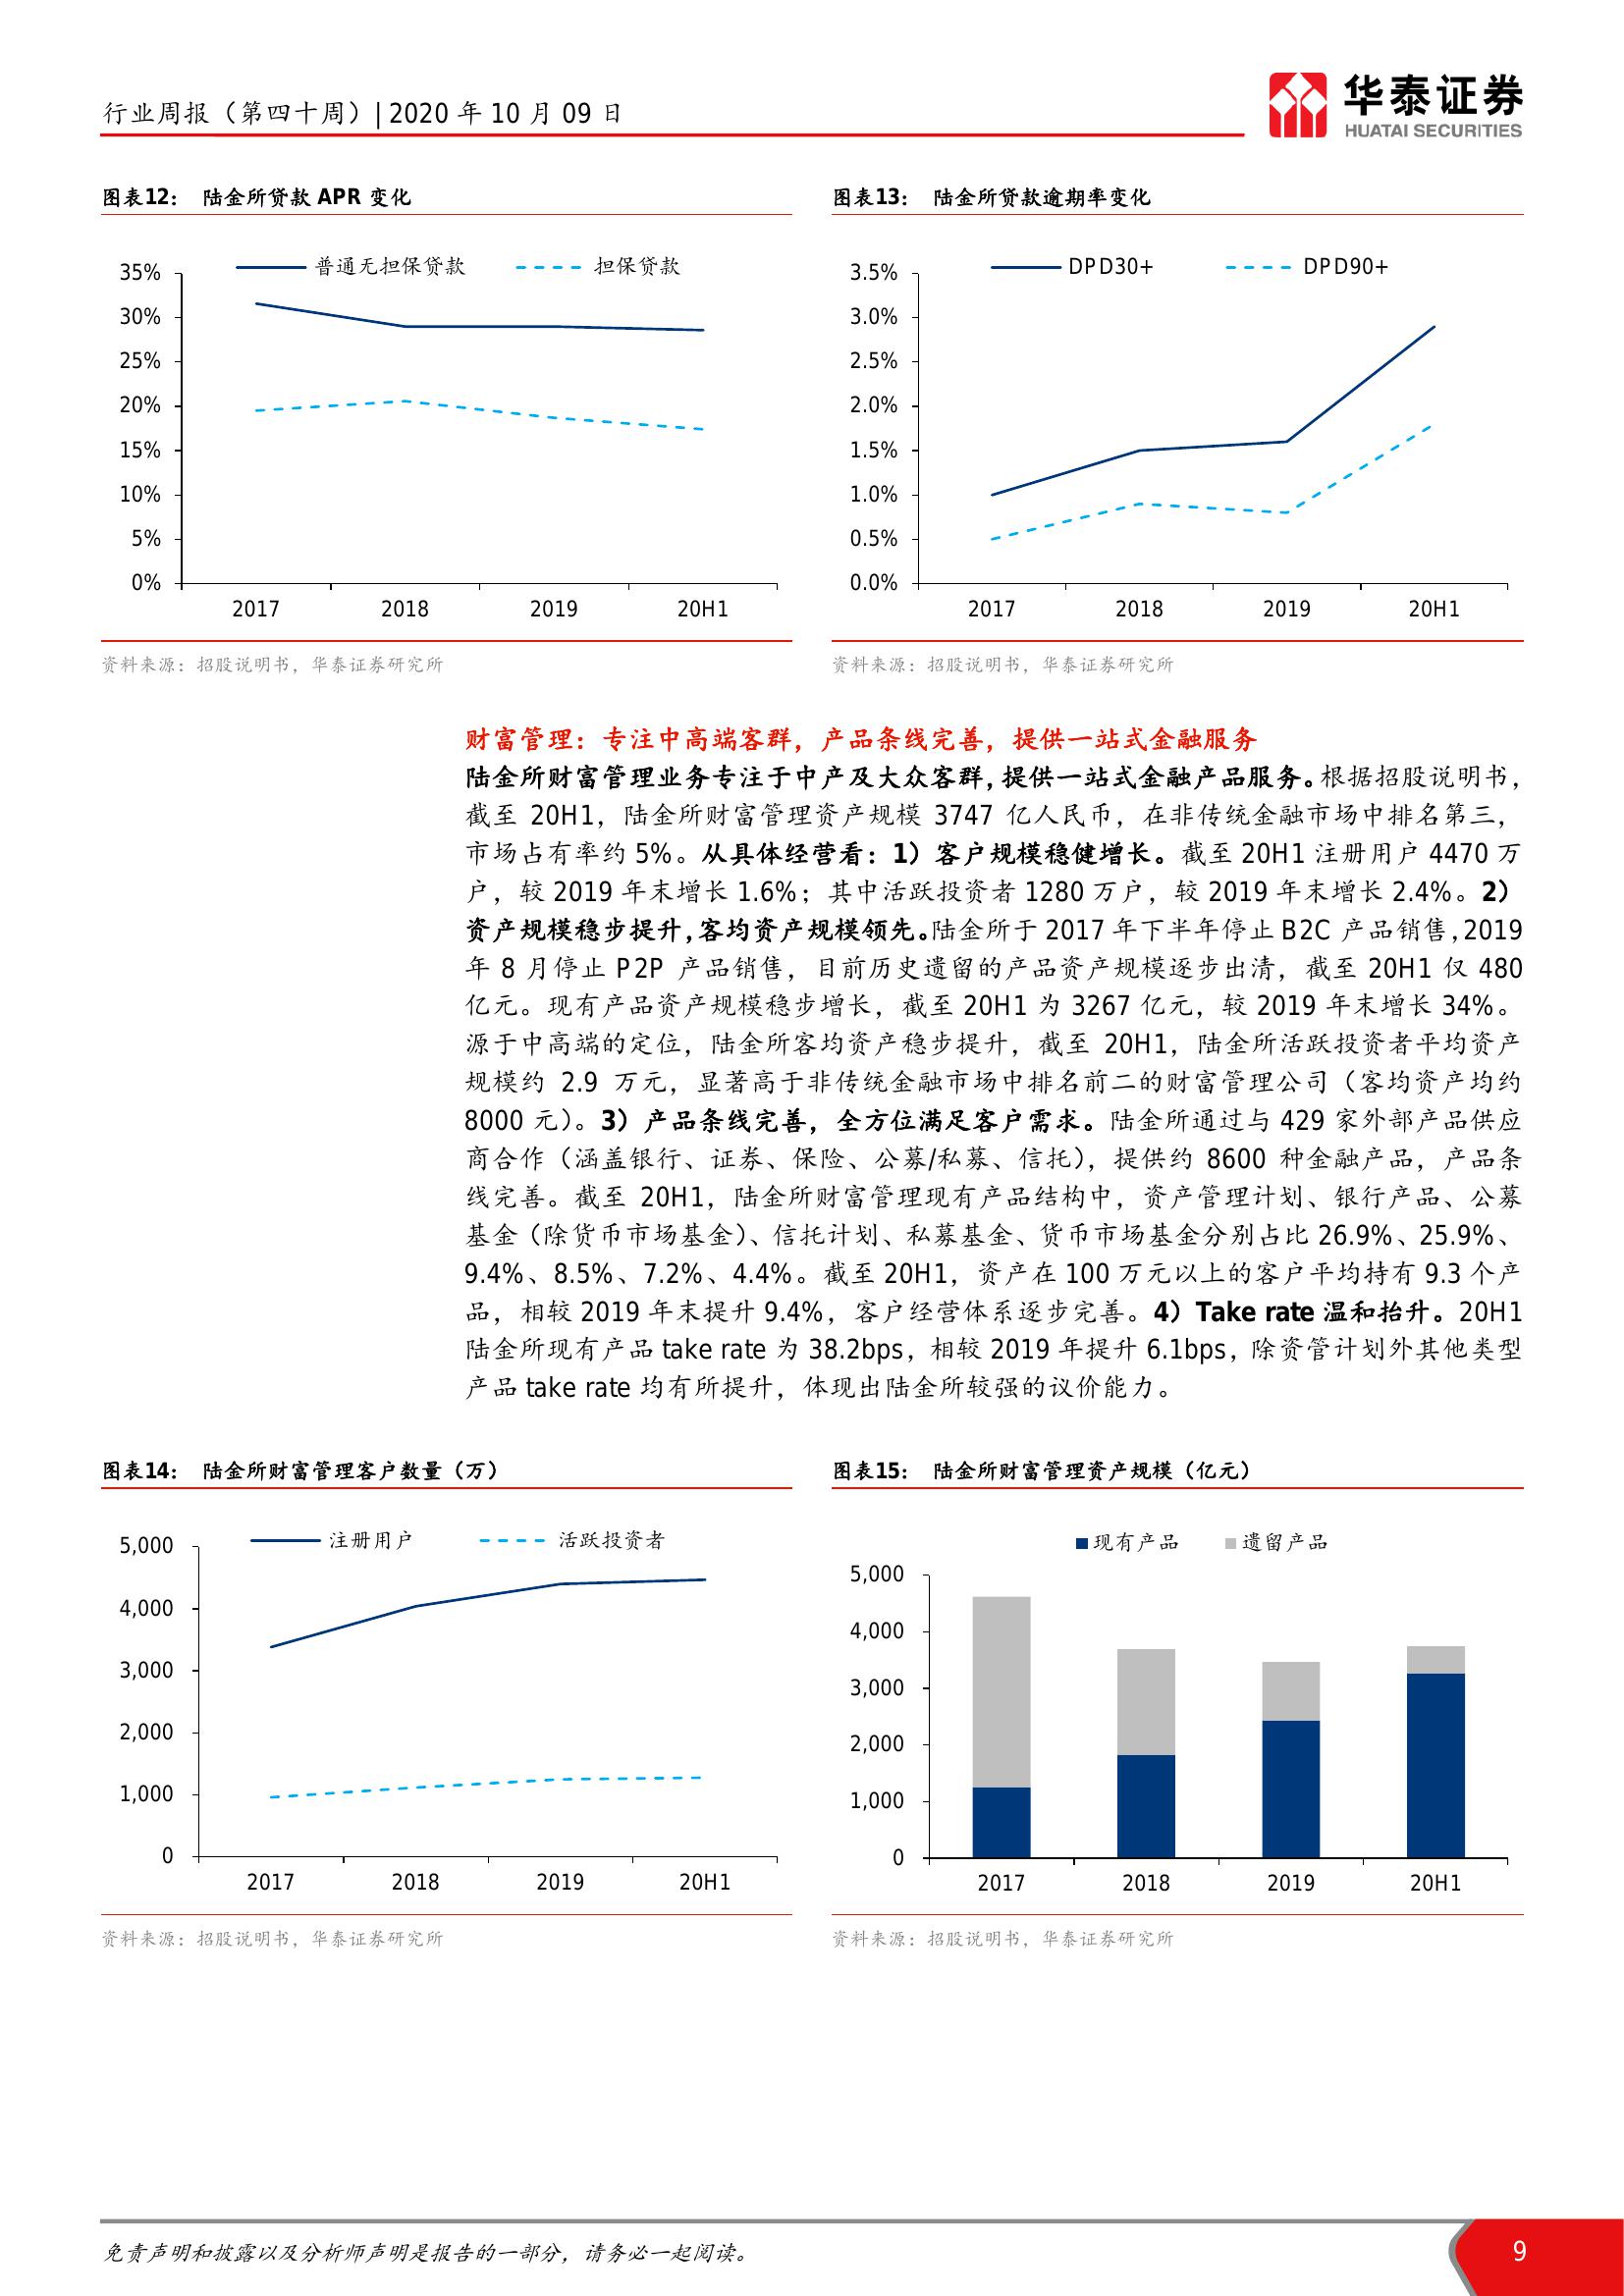 行业周报（第四十周）| 2020 年 10 月 09 日
华泰证券
HUATAI SECURITIES
图表12： 陆金所贷款 APR 变化
普通无担保贷款 担保贷款
35%
30%
25%
20%
15%
10%
5%
0%
2017 2018 2019 20H1
资料来源：招股说明书，华泰证券研究所
图表13： 陆金所贷款逾期率变化
DPD30+ DPD90+
3.5%
3.0%
2.5%
2.0%
1.5%
1.0%
0.5%
0.0%
2017 2018 2019 20H1
资料来源：招股说明书，华泰证券研究所
财富管理：专注中高端客群，产品条线完善，提供一站式金融服务
陆金所财富管理业务专注于中产及大众客群，提供一站式金融产品服务。根据招股说明书，
截至 20H1，陆金所财富管理资产规模 3747 亿人民币，在非传统金融市场中排名第三，
市场占有率约 5%。从具体经营看：1）客户规模稳健增长。截至 20H1 注册用户 4470 万
户，较 2019 年末增长 1.6%；其中活跃投资者 1280 万户，较 2019 年末增长 2.4%。2）
资产规模稳步提升，客均资产规模领先。陆金所于 2017 年下半年停止 B2C 产品销售，2019
年 8 月停止 P2P 产品销售，目前历史遗留的产品资产规模逐步出清，截至 20H1 仅 480
亿元。现有产品资产规模稳步增长，截至 20H1 为 3267 亿元，较 2019 年末增长 34%。
源于中高端的定位，陆金所客均资产稳步提升，截至 20H1，陆金所活跃投资者平均资产
规模约 2.9 万元，显著高于非传统金融市场中排名前二的财富管理公司（客均资产均约
8000 元）。3）产品条线完善，全方位满足客户需求。陆金所通过与 429 家外部产品供应
商合作（涵盖银行、证券、保险、公募/私募、信托），提供约 8600 种金融产品，产品条
线完善。截至 20H1，陆金所财富管理现有产品结构中，资产管理计划、银行产品、公募
基金（除货币市场基金）、信托计划、私募基金、货币市场基金分别占比 26.9%、25.9%、
9.4%、8.5%、7.2%、4.4%。截至 20H1，资产在 100 万元以上的客户平均持有 9.3 个产
品，相较 2019 年末提升 9.4%，客户经营体系逐步完善。4）Take rate 温和抬升。20H1
陆金所现有产品 take rate 为 38.2bps，相较 2019 年提升 6.1bps，除资管计划外其他类型
产品 take rate 均有所提升，体现出陆金所较强的议价能力。
图表14： 陆金所财富管理客户数量（万）
注册用户 活跃投资者
5,000
4,000
3,000
2,000
1,000
0
2017 2018 2019 20H1
资料来源：招股说明书，华泰证券研究所
图表15： 陆金所财富管理资产规模（亿元）
现有产品 遗留产品
5,000
4,000
3,000
2,000
1,000
0
2017 2018 2019 20H1
资料来源：招股说明书，华泰证券研究所
免责声明和披露以及分析师声明是报告的一部分，请务必一起阅读。
9